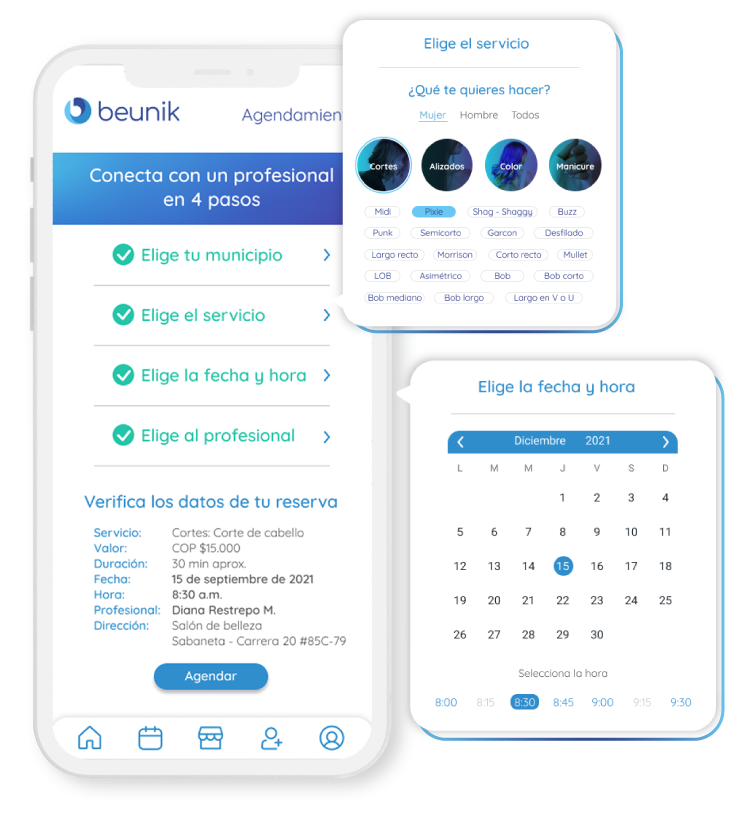 beunik
Agendamien
Conecta con un profesional
en 4 pasos
Elige tu municipio
Elige el servicio
Elige la fecha y hora
Elige al profesional
Verifica los datos de tu reserva
Servicio: Cortes: Corte de cabello
Valor: COP $15.000
Duración: 30 min aprox.
Fecha: 15 de septiembre de 2021
Hora: 8:30 a.m.
Profesional: Diana Restrepo M.
Dirección: Salón de belleza
Sabaneta - Carrera 20 #85C-79
Agendar
Elige el servicio
¿Qué te quieres hacer?
Mujer Hombre Todos
Cortes Alizados Color Manicure
Midi Pixie Shag - Shaggy Buzz
Punk Semicorto Garcon Desfilado
Largo recto Morrison Corto recto Mullet
LOB Asimétrico Bob Bob corto
Bob mediano Bob largo Largo en V o U
Elige la fecha y hora
Diciembre 2021
L M M J V S D
1 2 3 4
5 6 7 8 9 10 11
12 13 14 15 16 17 18
19 20 21 22 23 24 25
26 27 28 29 30
Selecciona la hora
8:00 8:15 8:30 8:45 9:00 9:15 9:30